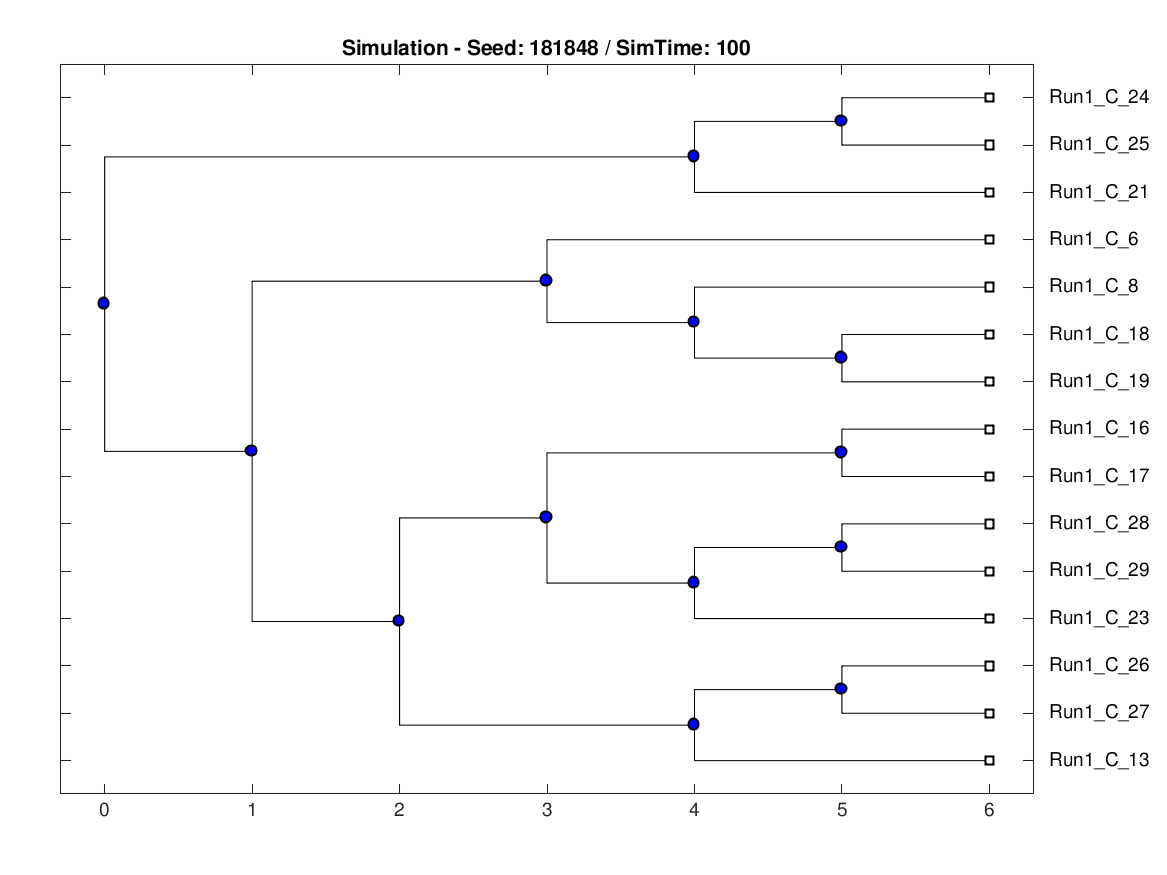 Simulation - Seed: 181848 / SimTime: 100
Run1_C_24
Run1_C_25
Run1_C_21
Run1_C_6
Run1_C_8
Run1_C_18
Run1_C_19
Run1_C_16
Run1_C_17
Run1_C_28
Run1_C_29
Run1_C_23
Run1_C_26
Run1_C_27
Run1_C_13
0 1 2 3 4 5 6